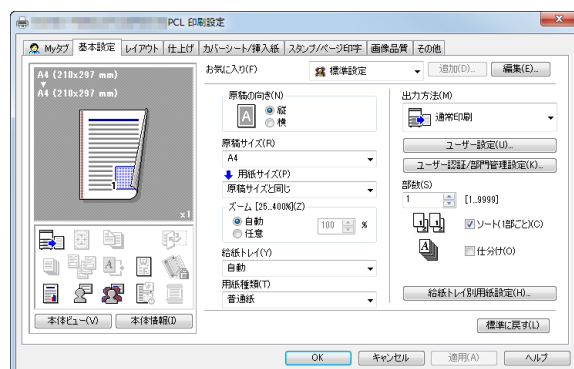 PCL 印刷設定
Myタブ 基本設定 レイアウト 仕上げ カバーシート/挿入紙 スタンプ/ページ印字 画像品質 その他
A4 (210x297 mm)
A4 (210x297 mm)
1
x1
本体ビュー(V) 本体情報(I)
お気に入り(F) 標準設定 追加(D)... 編集(E)...
原稿の向き(N)
A
縦
横
原稿サイズ(R)
A4
用紙サイズ(P)
原稿サイズと同じ
ズーム [25..400%](Z)
自動
任意
100 %
給紙トレイ(Y)
自動
用紙種類(T)
普通紙
出力方法(M)
通常印刷
ユーザー設定(U)...
ユーザー認証/部門管理設定(K)...
部数(S)
1 [1..9999]
ソート(1部ごと)(C)
仕分け(O)
給紙トレイ別用紙設定(H)...
標準に戻す(L)
OK キャンセル 適用(A) ヘルプ